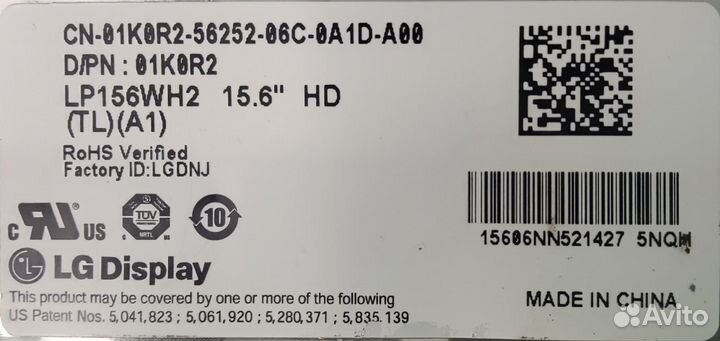 CN-01K0R2-56252-06C-0A1D-A00
D/PN : 01K0R2
LP156WH2 15.6" HD
(TL)(A1)
RoHS Verified
Factory ID:LGDNJ
c RU US
TÜV
NRTL
10
15606NN521427 5NQH
LG Display
This product may be covered by one or more of the following
US Patent Nos. 5,041,823 ; 5,061,920 ; 5,280,371 ; 5,835,139
MADE IN CHINA
Avito